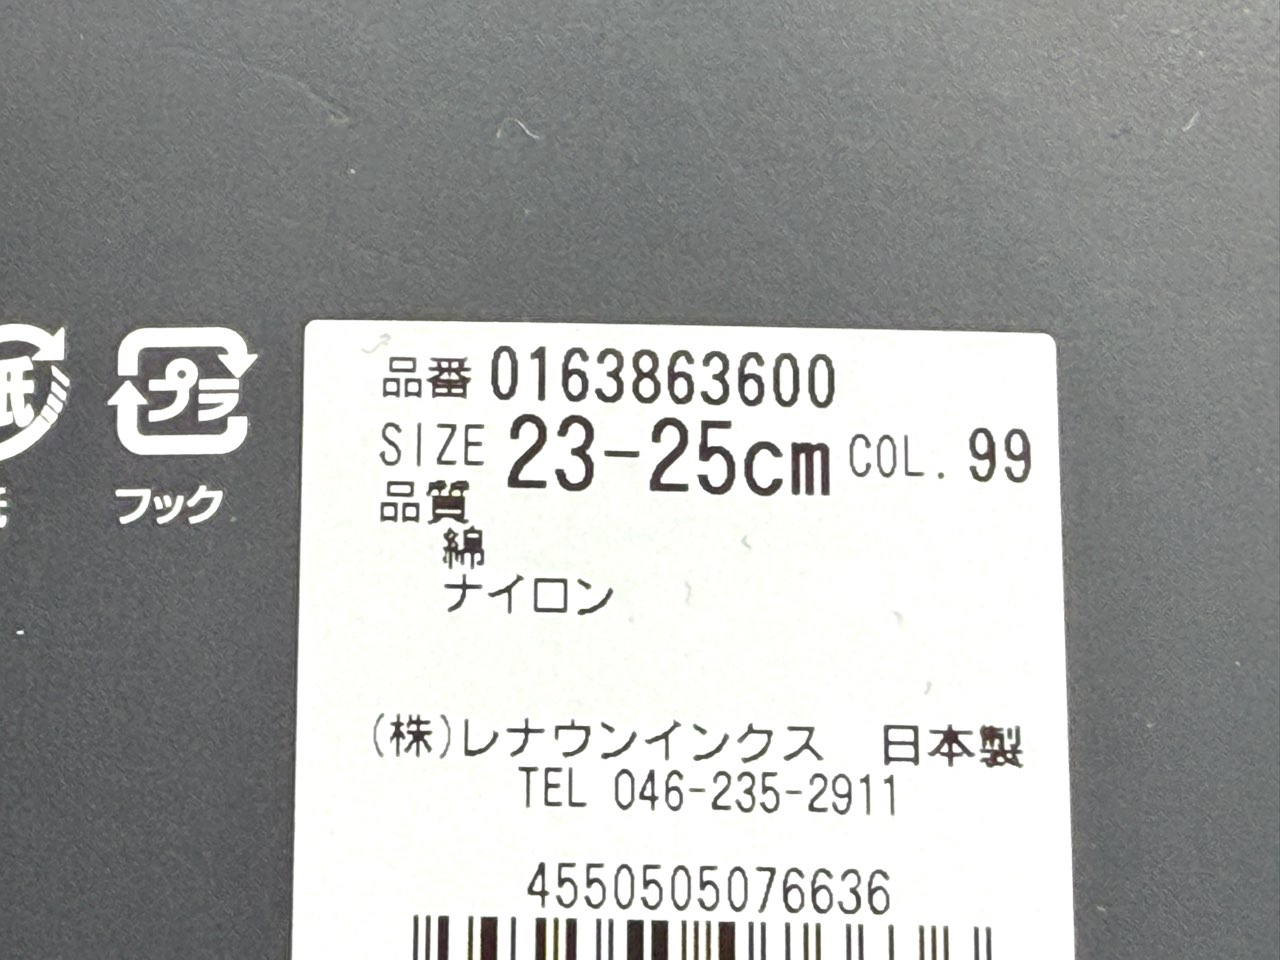 紙
プラ
フック
品番 0163863600
SIZE 23-25cm COL. 99
品質
綿
ナイロン
(株)レナウンインクス 日本製
TEL 046-235-2911
4550505076636